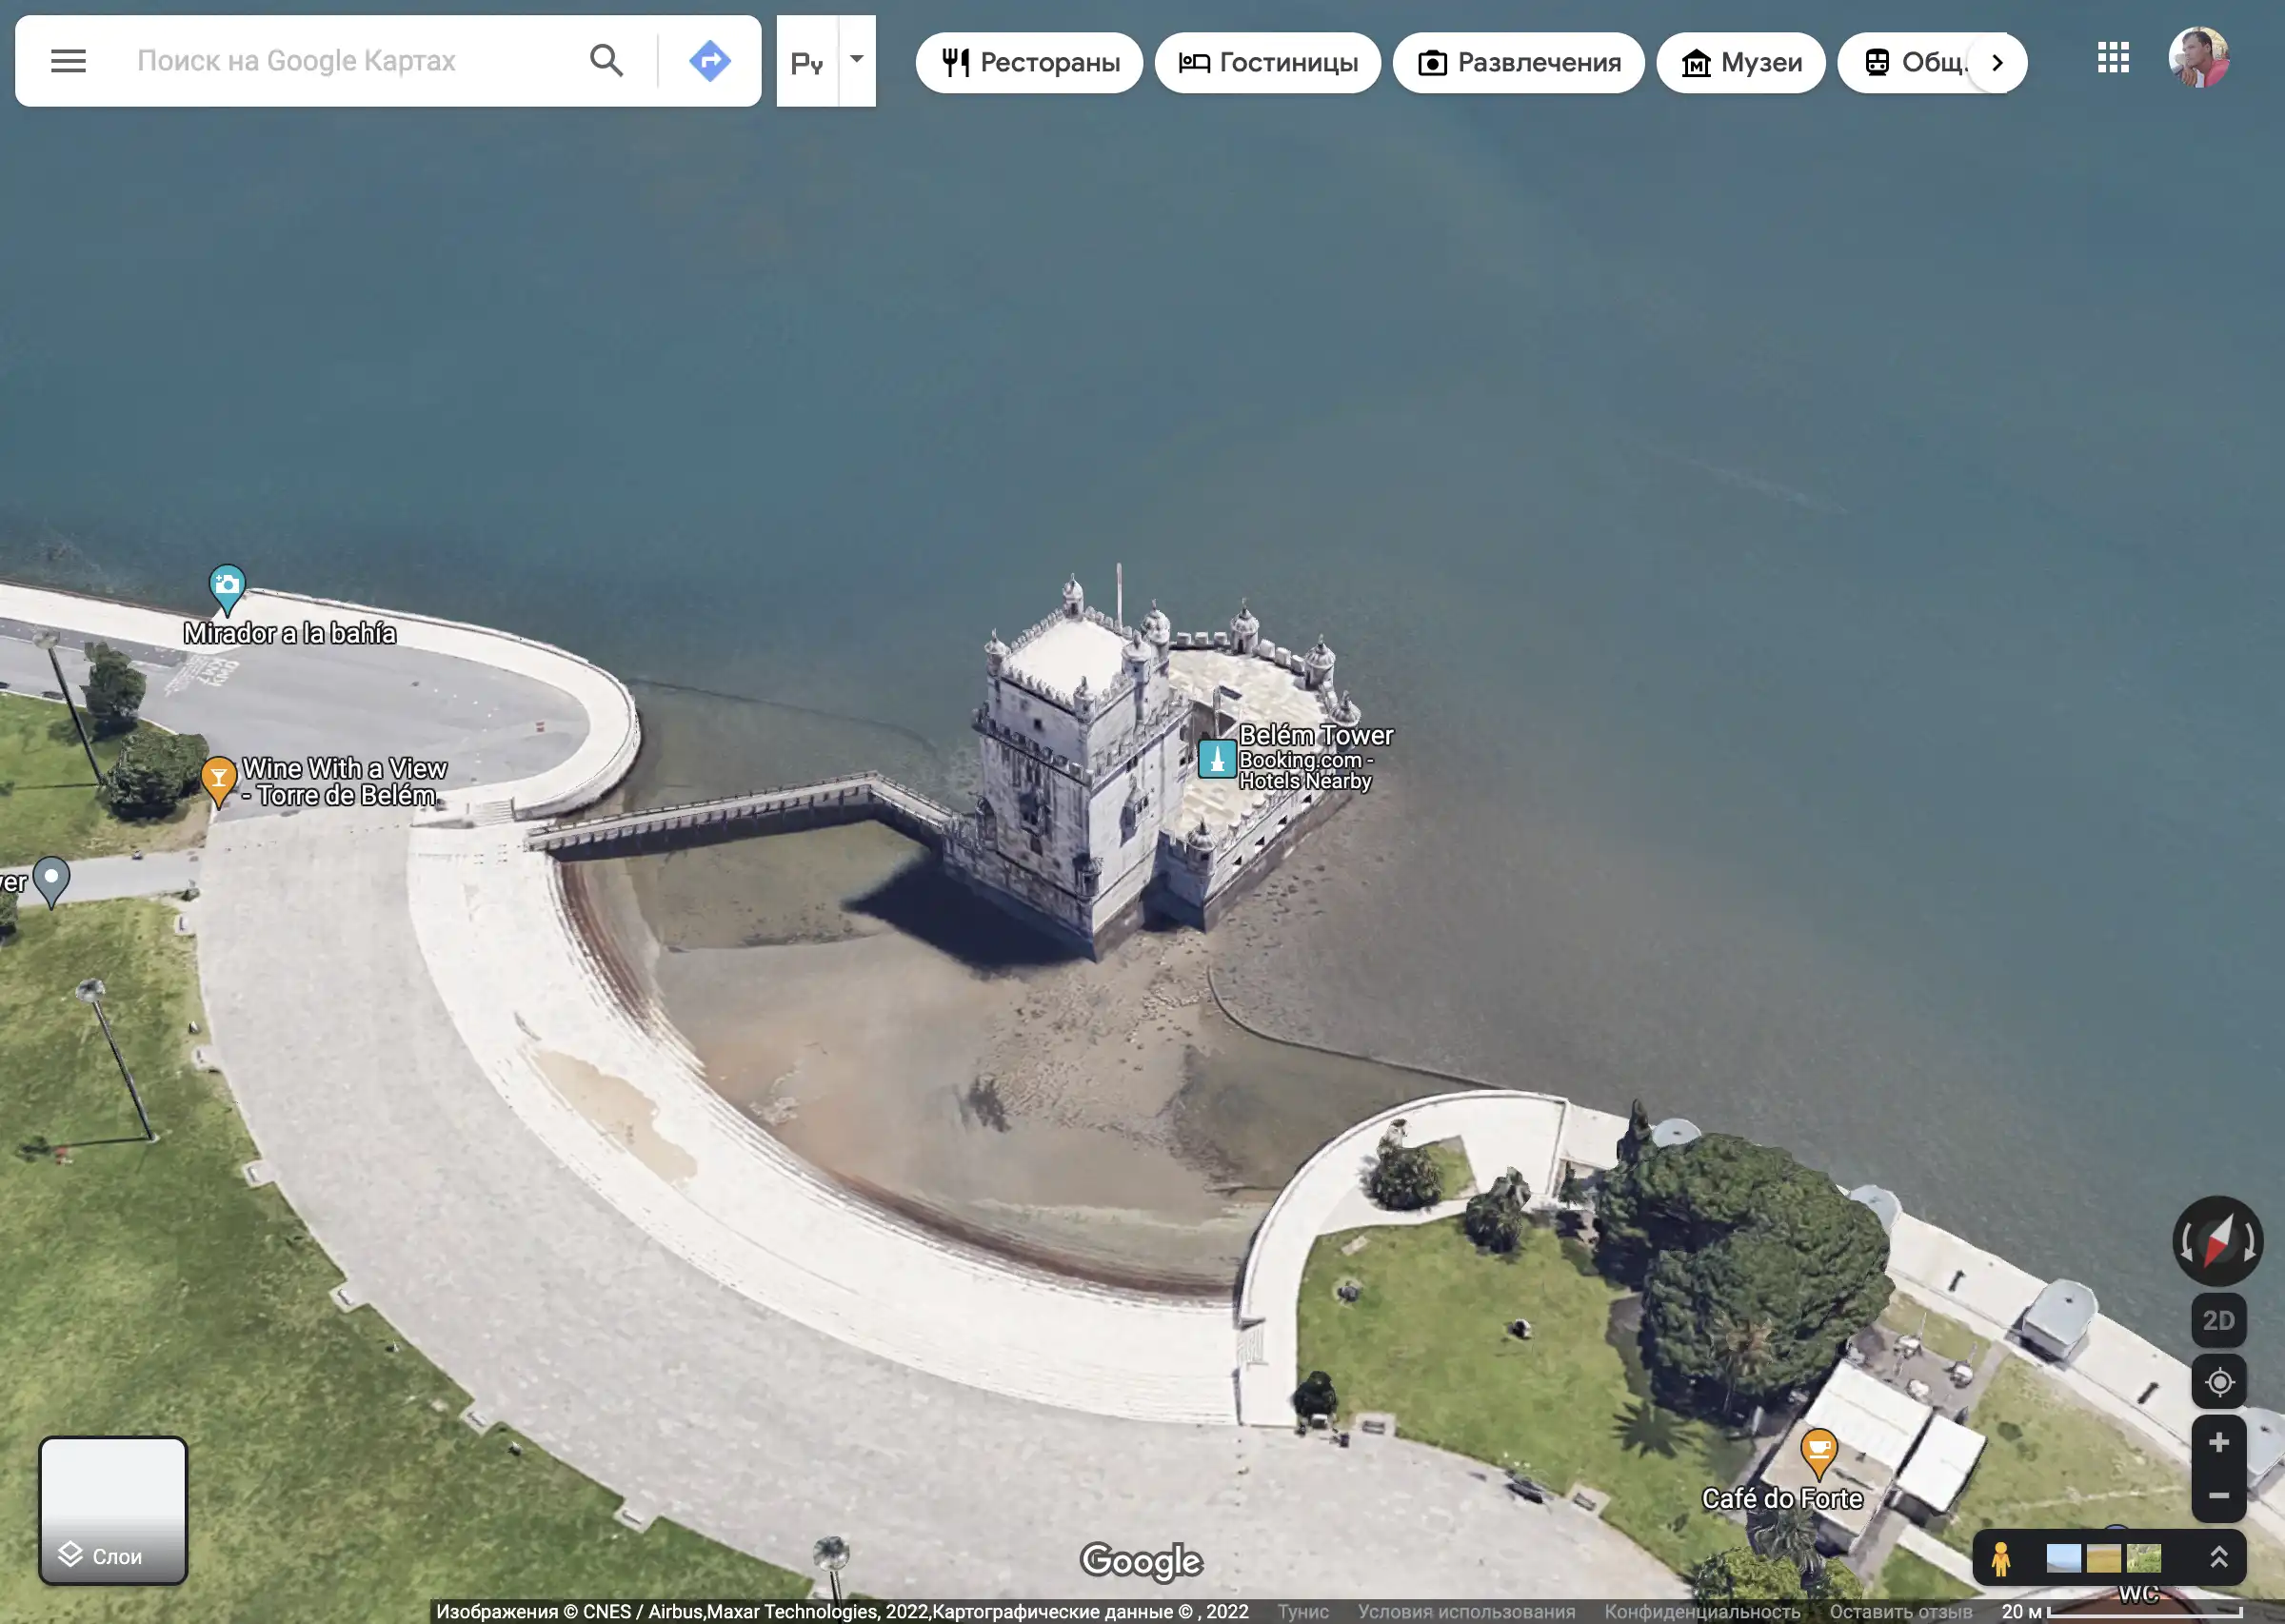 Поиск на Google Картах
Ру
Рестораны
Гостиницы
Развлечения
Музеи
Общ.
Mirador a la bahía
Belém Tower
Booking.com -
Hotels Nearby
Wine With a View
- Torre de Belém
ver
Café do Forte
2D
Слои
Google
WC
Изображения © CNES / Airbus,Maxar Technologies, 2022,Картографические данные © , 2022 Тунис Условия использования Конфиденциальность Оставить отзыв 20 м